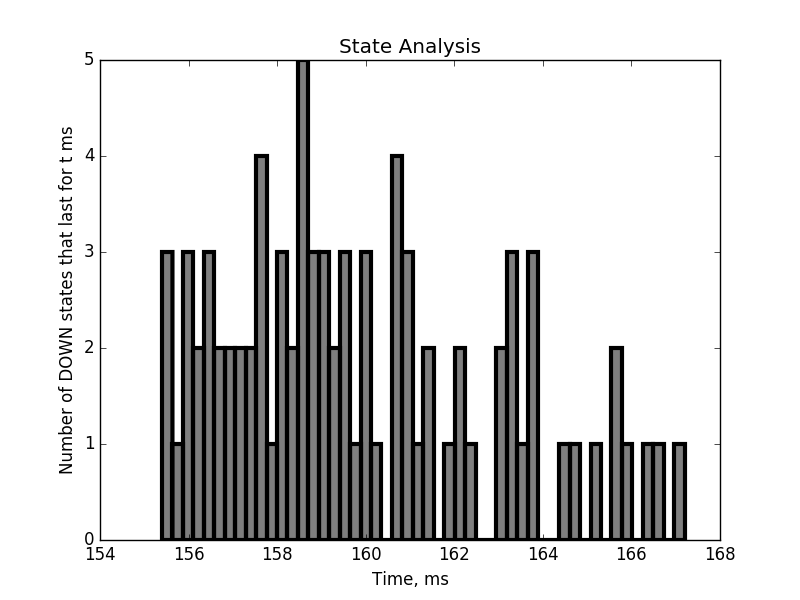 State Analysis
Number of DOWN states that last for t ms
5
4
3
2
1
0
154 156 158 160 162 164 166 168
Time, ms